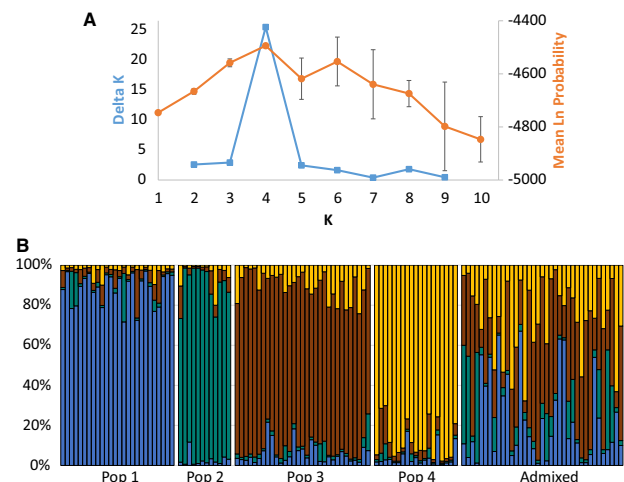 A
25
20
15
10
5
0
Delta K
-4400
-4600
-4800
-5000
Mean Ln Probability
1 2 3 4 5 6 7 8 9 10
K
B
100%
80%
60%
40%
20%
0%
Pop 1 Pop 2 Pop 3 Pop 4 Admixed